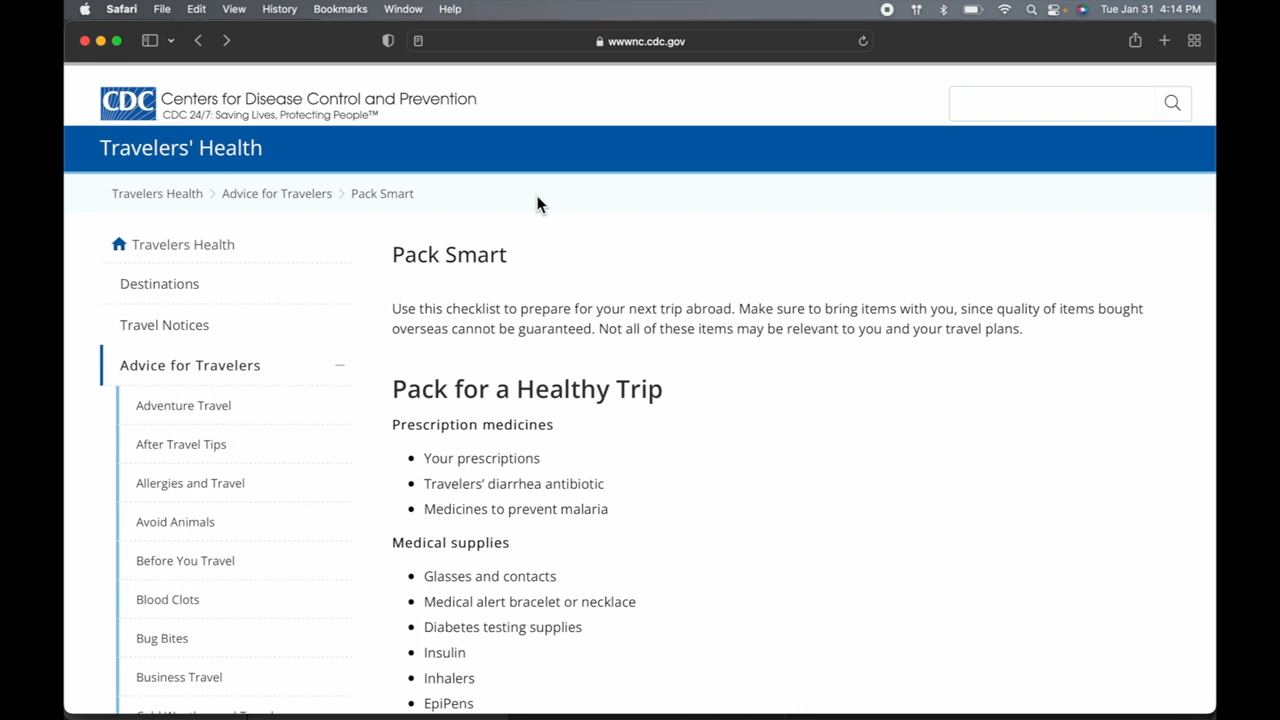 Safari File Edit View History Bookmarks Window Help Tue Jan 31 4:14 PM
wwwnc.cdc.gov
CDC Centers for Disease Control and Prevention
CDC 24/7: Saving Lives, Protecting People™
Travelers' Health
Travelers Health > Advice for Travelers > Pack Smart
Travelers Health
Destinations
Travel Notices
Advice for Travelers
Adventure Travel
After Travel Tips
Allergies and Travel
Avoid Animals
Before You Travel
Blood Clots
Bug Bites
Business Travel
Pack Smart
Use this checklist to prepare for your next trip abroad. Make sure to bring items with you, since quality of items bought
overseas cannot be guaranteed. Not all of these items may be relevant to you and your travel plans.
Pack for a Healthy Trip
Prescription medicines
• Your prescriptions
• Travelers’ diarrhea antibiotic
• Medicines to prevent malaria
Medical supplies
• Glasses and contacts
• Medical alert bracelet or necklace
• Diabetes testing supplies
• Insulin
• Inhalers
• EpiPens